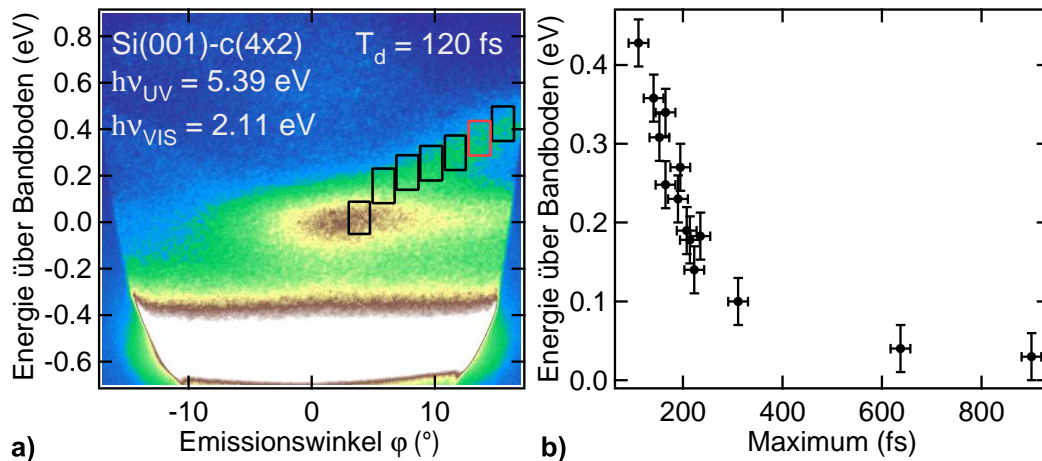 Si(001)-c(4x2) T_d = 120 fs
hν_UV = 5.39 eV
hν_VIS = 2.11 eV
Energie über Bandboden (eV)
0.8
0.6
0.4
0.2
0.0
-0.2
-0.4
-0.6
-10 0 10
Emissionswinkel φ (°)
a)
Energie über Bandboden (eV)
0.4
0.3
0.2
0.1
0.0
200 400 600 800
Maximum (fs)
b)